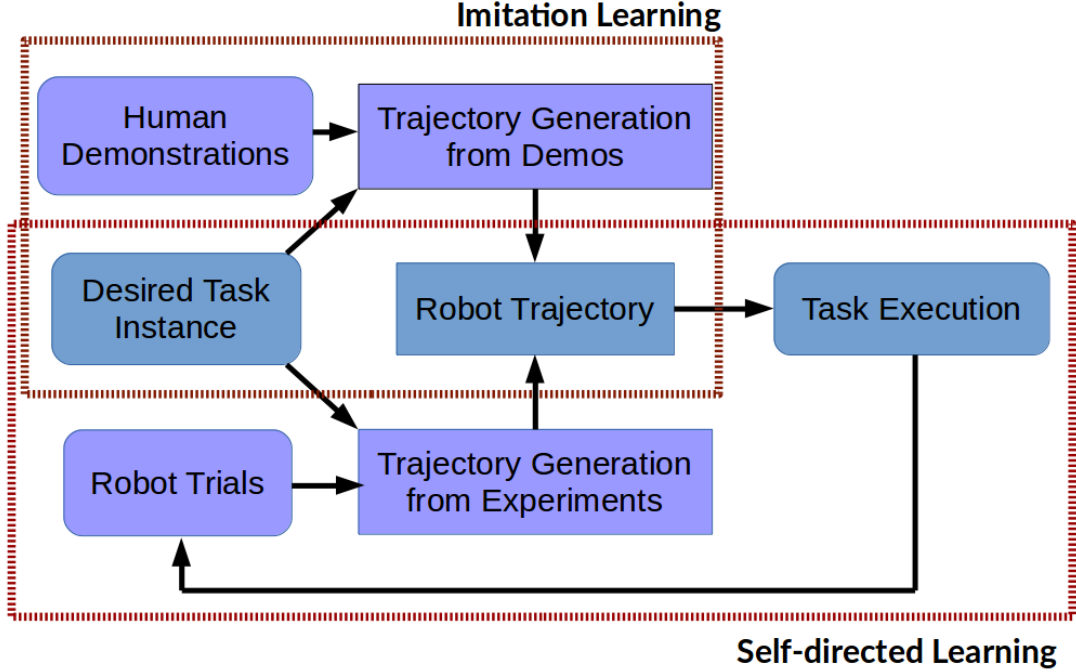 Imitation Learning
Human
Demonstrations
Trajectory Generation
from Demos
Desired Task
Instance
Robot Trajectory
Task Execution
Robot Trials
Trajectory Generation
from Experiments
Self-directed Learning